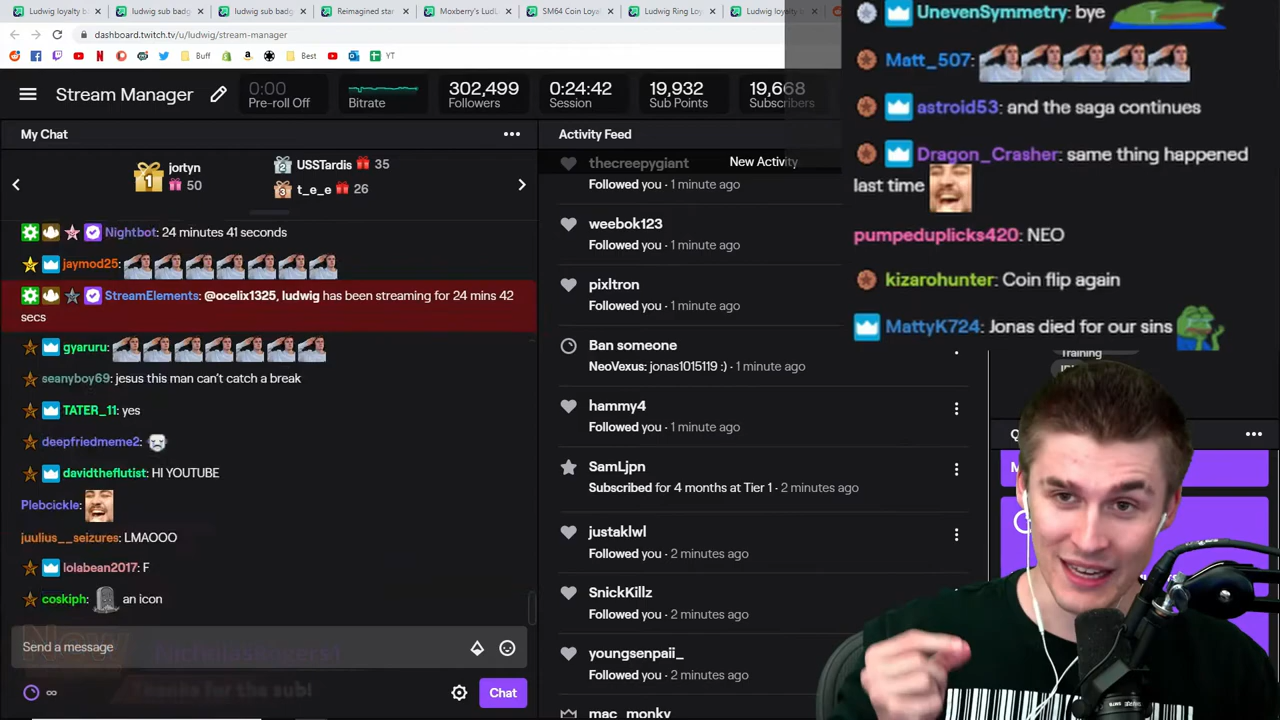 Ludwig loyalty b
ludwig sub badg
ludwig sub badg
Reimagined star
Moxberry's Lud
SM64 Coin Loya
Ludwig Ring Loy
Ludwig loyalty
dashboard.twitch.tv/u/ludwig/stream-manager
Buff
Best
YT
Stream Manager
0:00
Pre-roll Off
Bitrate
302,499
Followers
0:24:42
Session
19,932
Sub Points
19,668
Subscribers
My Chat
jortyn
50
USSTardis 35
t_e_e 26
Nightbot: 24 minutes 41 seconds
jaymod25:
StreamElements: @ocelix1325, ludwig has been streaming for 24 mins 42
secs
gyaruru:
seanyboy69: jesus this man can't catch a break
TATER_11: yes
deepfriedmeme2:
davidtheflutist: HI YOUTUBE
Plebcickle:
juulius__seizures: LMAOOO
lolabean2017: F
coskiph: an icon
Send a message
Thanks for the sub!
Chat
Activity Feed
thecreepygiant
New Activity
Followed you • 1 minute ago
weebok123
Followed you • 1 minute ago
pixltron
Followed you • 1 minute ago
Ban someone
NeoVexus: jonas1015119 :) • 1 minute ago
hammy4
Followed you • 1 minute ago
SamLjpn
Subscribed for 4 months at Tier 1 • 2 minutes ago
justaklwl
Followed you • 2 minutes ago
SnickKillz
Followed you • 2 minutes ago
youngsenpaii_
Followed you • 2 minutes ago
mac_monky
UnevenSymmetry: bye
Matt_507:
astroid53: and the saga continues
Dragon_Crasher: same thing happened
last time
pumpeduplicks420: NEO
kizarohunter: Coin flip again
MattyK724: Jonas died for our sins
Training